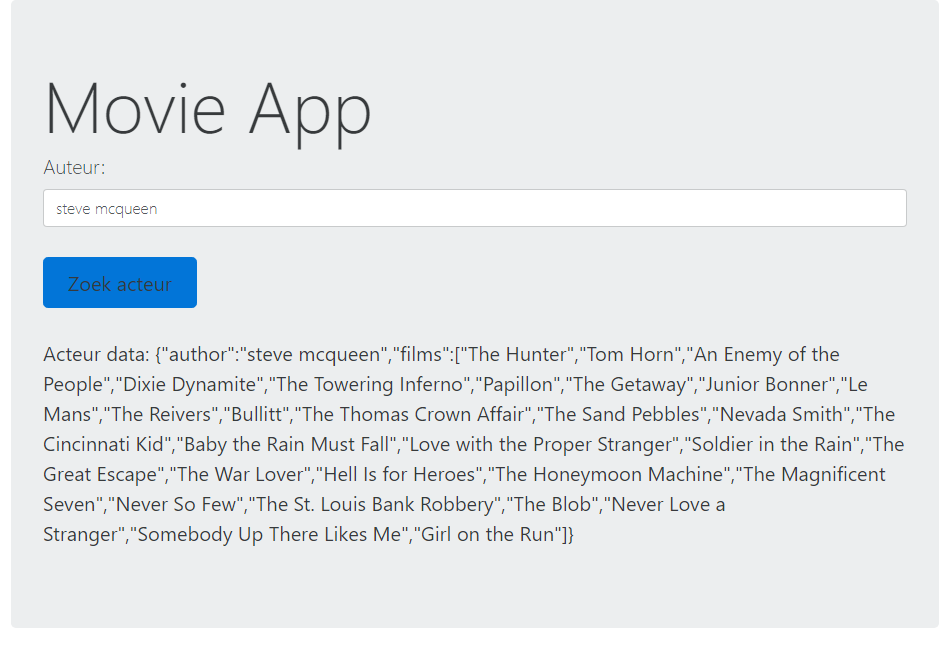 Movie App
Auteur:
steve mcqueen
Zoek acteur
Acteur data: {"author":"steve mcqueen","films":["The Hunter","Tom Horn","An Enemy of the
People","Dixie Dynamite","The Towering Inferno","Papillon","The Getaway","Junior Bonner","Le
Mans","The Reivers","Bullitt","The Thomas Crown Affair","The Sand Pebbles","Nevada Smith","The
Cincinnati Kid","Baby the Rain Must Fall","Love with the Proper Stranger","Soldier in the Rain","The
Great Escape","The War Lover","Hell Is for Heroes","The Honeymoon Machine","The Magnificent
Seven","Never So Few","The St. Louis Bank Robbery","The Blob","Never Love a
Stranger","Somebody Up There Likes Me","Girl on the Run"]}